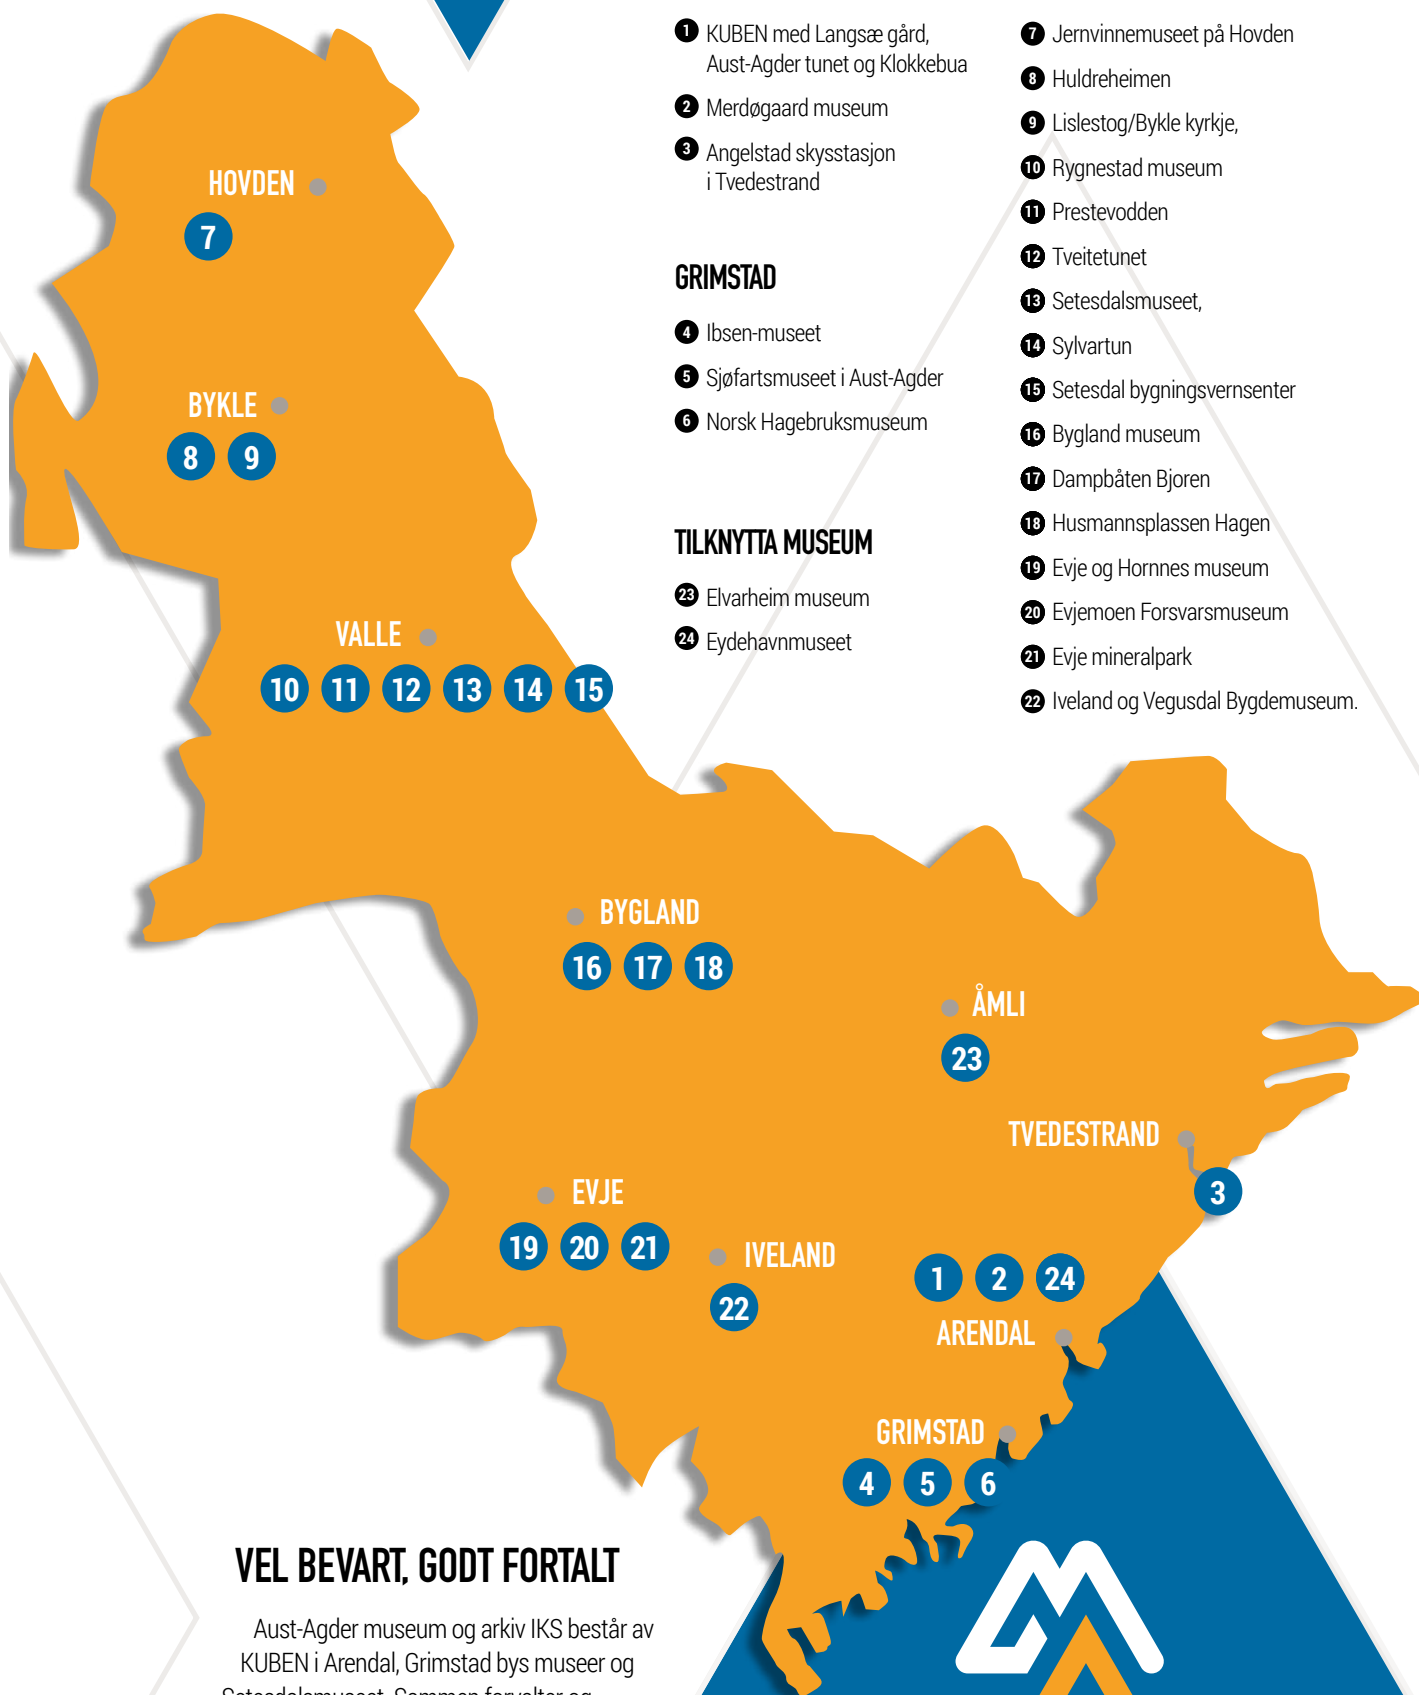 1 KUBEN med Langsæ gård,
Aust-Agder tunet og Klokkebua
2 Merdøgaard museum
3 Angelstad skysstasjon
i Tvedestrand
GRIMSTAD
4 Ibsen-museet
5 Sjøfartsmuseet i Aust-Agder
6 Norsk Hagebruksmuseum
TILKNYTTA MUSEUM
23 Elvarheim museum
24 Eydehavnmuseet
7 Jernvinnemuseet på Hovden
8 Huldreheimen
9 Lislestog/Bykle kyrkje,
10 Rygnestad museum
11 Prestevodden
12 Tveitetunet
13 Setesdalsmuseet,
14 Sylvartun
15 Setesdal bygningsvernsenter
16 Bygland museum
17 Dampbåten Bjoren
18 Husmannsplassen Hagen
19 Evje og Hornnes museum
20 Evjemoen Forsvarsmuseum
21 Evje mineralpark
22 Iveland og Vegusdal Bygdemuseum.
HOVDEN
7
BYKLE
8 9
VALLE
10 11 12 13 14 15
BYGLAND
16 17 18
ÅMLI
23
TVEDESTRAND
3
EVJE
19 20 21
IVELAND
22
1 2 24
ARENDAL
GRIMSTAD
4 5 6
VEL BEVART, GODT FORTALT
Aust-Agder museum og arkiv IKS består av
KUBEN i Arendal, Grimstad bys museer og
Setesdalsmuseet. Sammen forvalter og